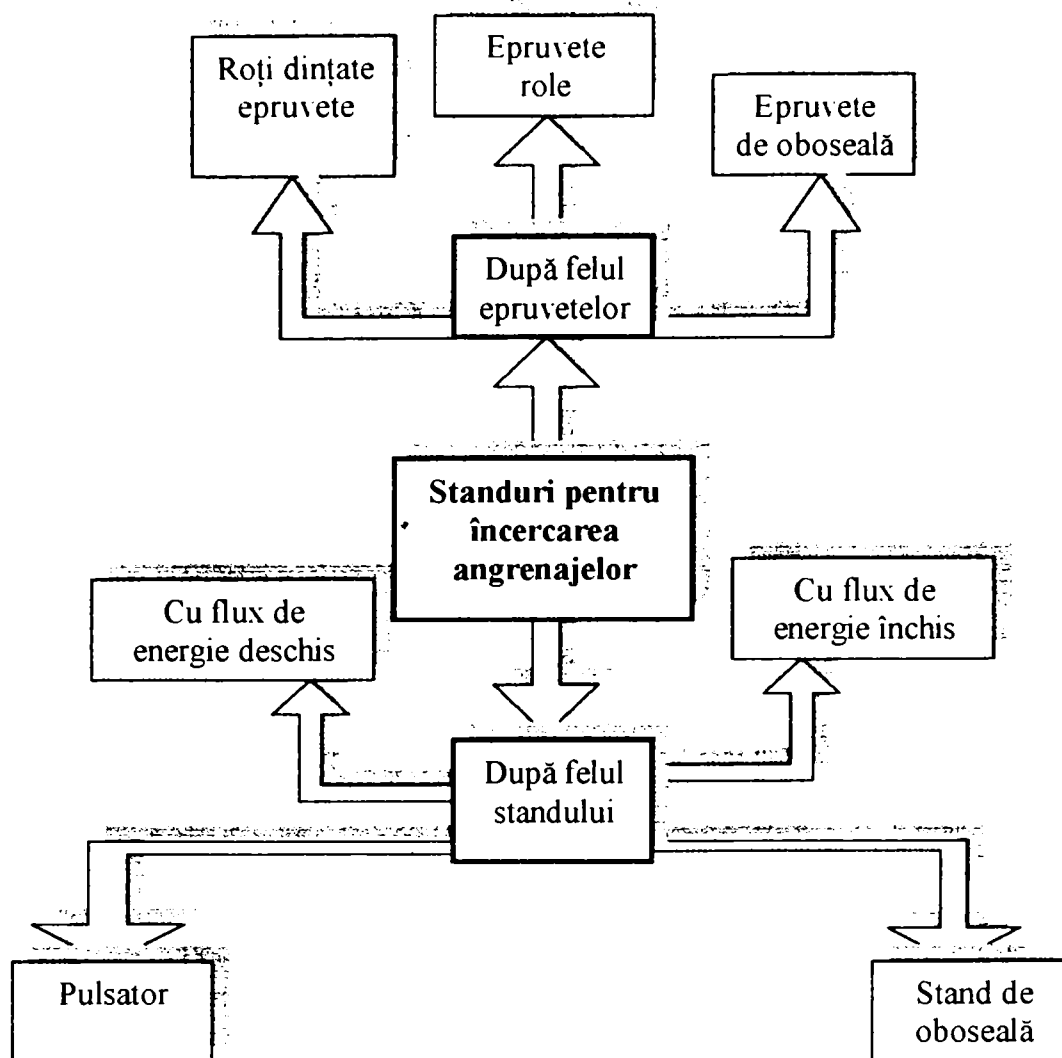 Roți dințate
epruvete
Epruvete
role
Epruvete
de oboseală
După felul
epruvetelor
Standuri pentru
încercarea
angrenajelor
Cu flux de
energie deschis
Cu flux de
energie închis
După felul
standului
Pulsator
Stand de
oboseală